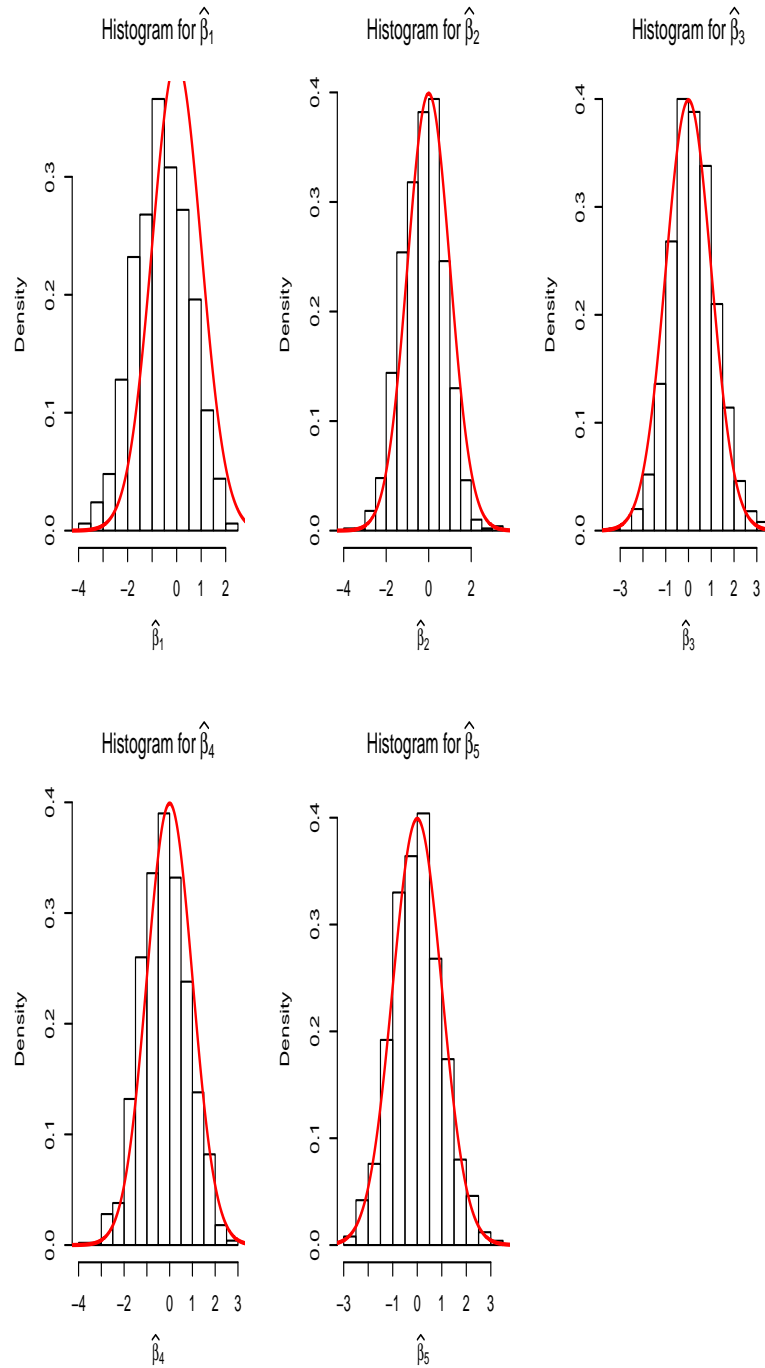 Histogram for β̂₁
Density
0.0 0.1 0.2 0.3
−4 −2 0 1 2
β̂₁
Histogram for β̂₂
Density
0.0 0.1 0.2 0.3 0.4
−4 −2 0 2
β̂₂
Histogram for β̂₃
Density
0.0 0.1 0.2 0.3 0.4
−3 −1 0 1 2 3
β̂₃
Histogram for β̂₄
Density
0.0 0.1 0.2 0.3 0.4
−4 −2 0 1 2 3
β̂₄
Histogram for β̂₅
Density
0.0 0.1 0.2 0.3 0.4
−3 −1 0 1 2 3
β̂₅